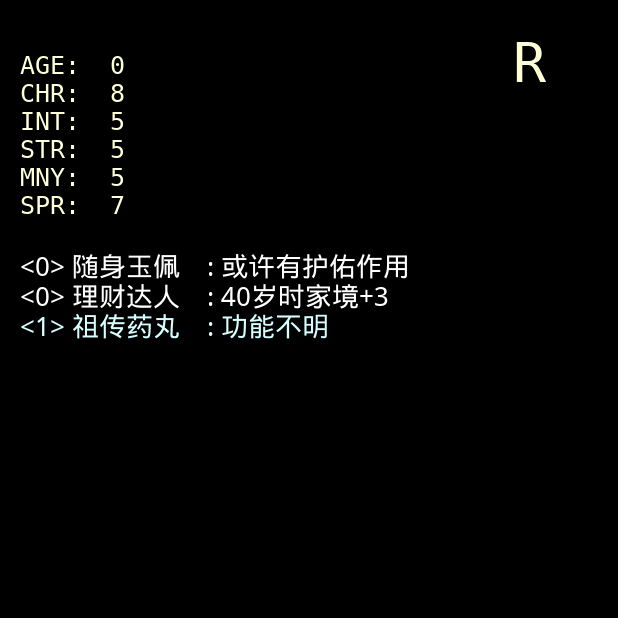 R
AGE: 0
CHR: 8
INT: 5
STR: 5
MNY: 5
SPR: 7
<0> 随身玉佩 : 或许有护佑作用
<0> 理财达人 : 40岁时家境+3
<1> 祖传药丸 : 功能不明